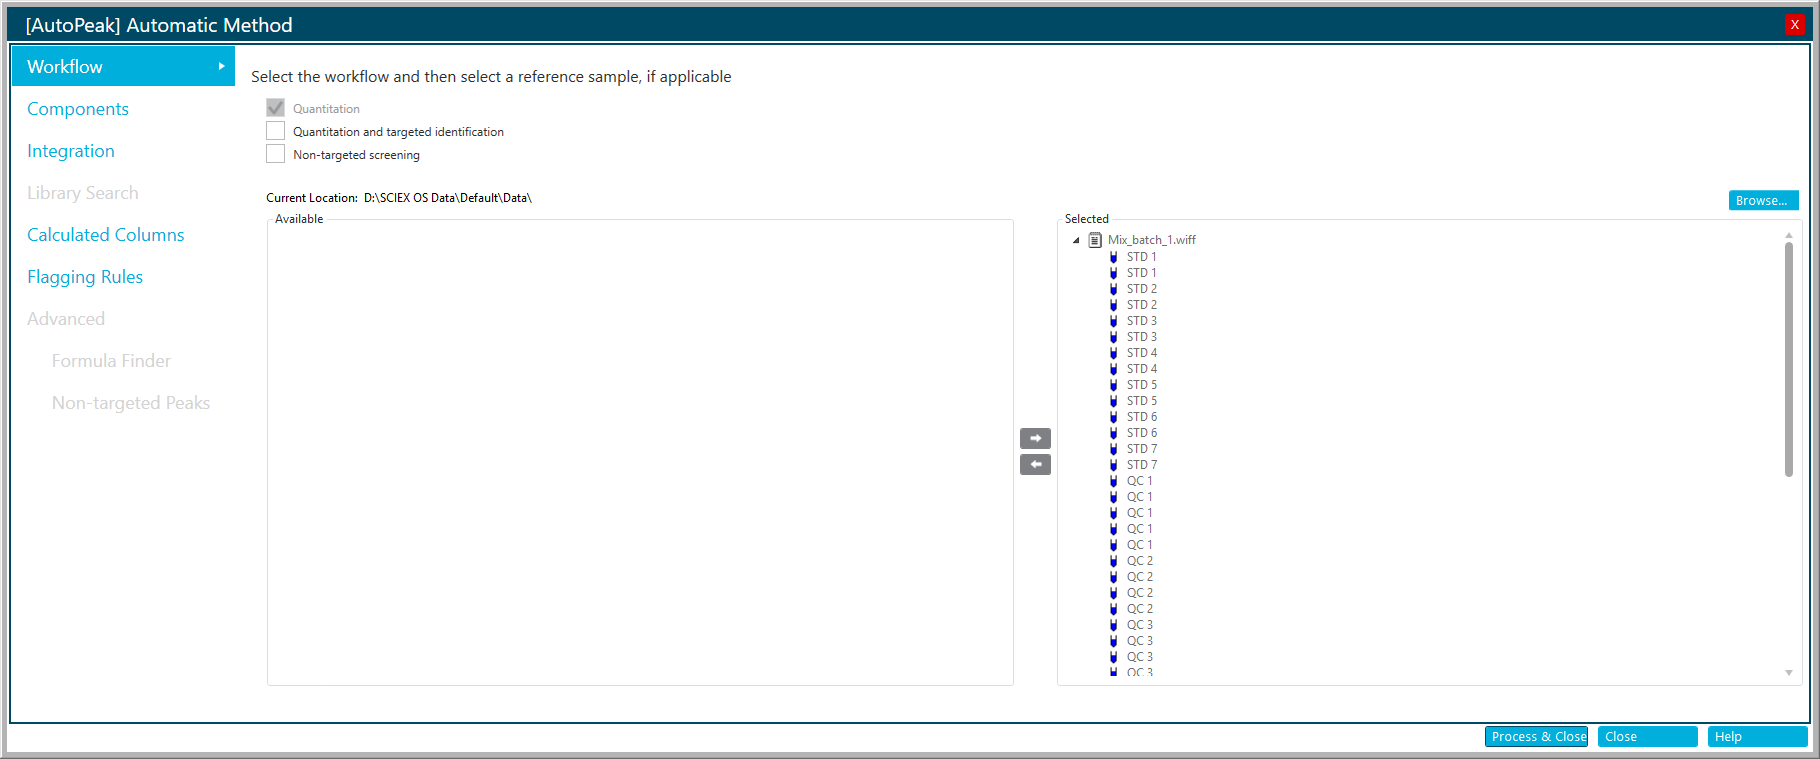 [AutoPeak] Automatic Method
X
Workflow
Components
Integration
Library Search
Calculated Columns
Flagging Rules
Advanced
Formula Finder
Non-targeted Peaks
Select the workflow and then select a reference sample, if applicable
Quantitation
Quantitation and targeted identification
Non-targeted screening
Current Location: D:\SCIEX OS Data\Default\Data\
Browse...
Available
Selected
Mix_batch_1.wiff
STD 1
STD 1
STD 2
STD 2
STD 3
STD 3
STD 4
STD 4
STD 5
STD 5
STD 6
STD 6
STD 7
STD 7
QC 1
QC 1
QC 1
QC 1
QC 1
QC 2
QC 2
QC 2
QC 2
QC 3
QC 3
QC 3
QC 3
Process & Close
Close
Help